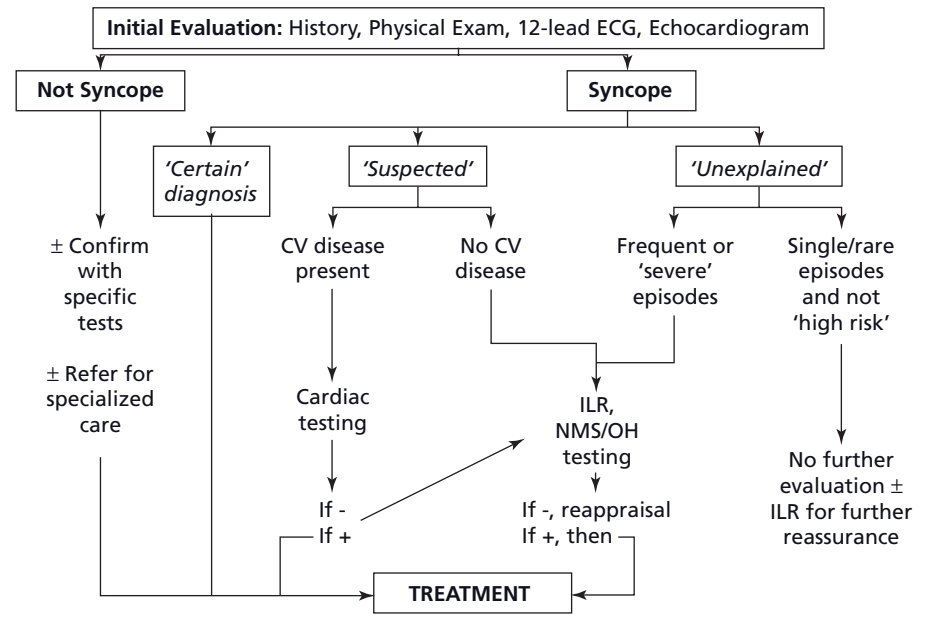 Initial Evaluation: History, Physical Exam, 12-lead ECG, Echocardiogram
Not Syncope
Syncope
'Certain'
diagnosis
'Suspected'
'Unexplained'
± Confirm
with
specific
tests
± Refer for
specialized
care
CV disease
present
No CV
disease
Frequent or
'severe'
episodes
Single/rare
episodes
and not
'high risk'
Cardiac
testing
ILR,
NMS/OH
testing
No further
evaluation ±
ILR for further
reassurance
If -
If +
If -, reappraisal
If +, then
TREATMENT